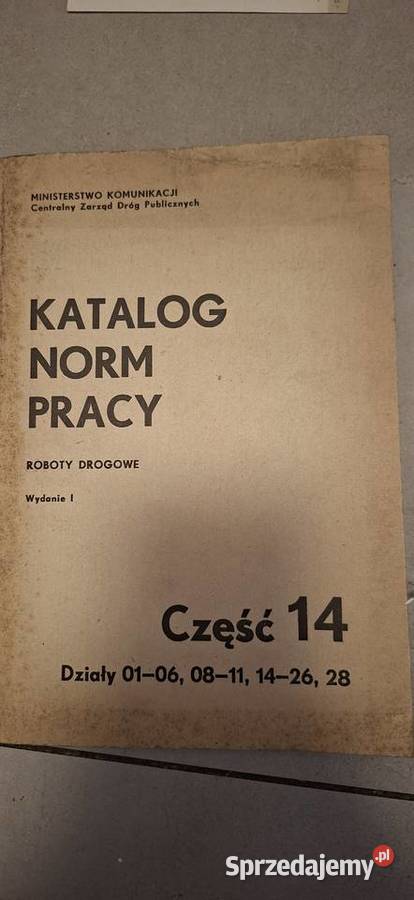 MINISTERSTWO KOMUNIKACJI
Centralny Zarząd Dróg Publicznych
KATALOG
NORM
PRACY
ROBOTY DROGOWE
Wydanie I
Część 14
Działy 01–06, 08–11, 14–26, 28
Sprzedajemy.pl